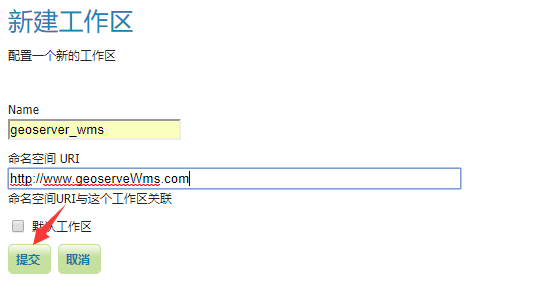 新建工作区
配置一个新的工作区
Name
geoserver_wms
命名空间 URI
http://www.geoserveWms.com
命名空间URI与这个工作区关联
默认工作区
提交 取消